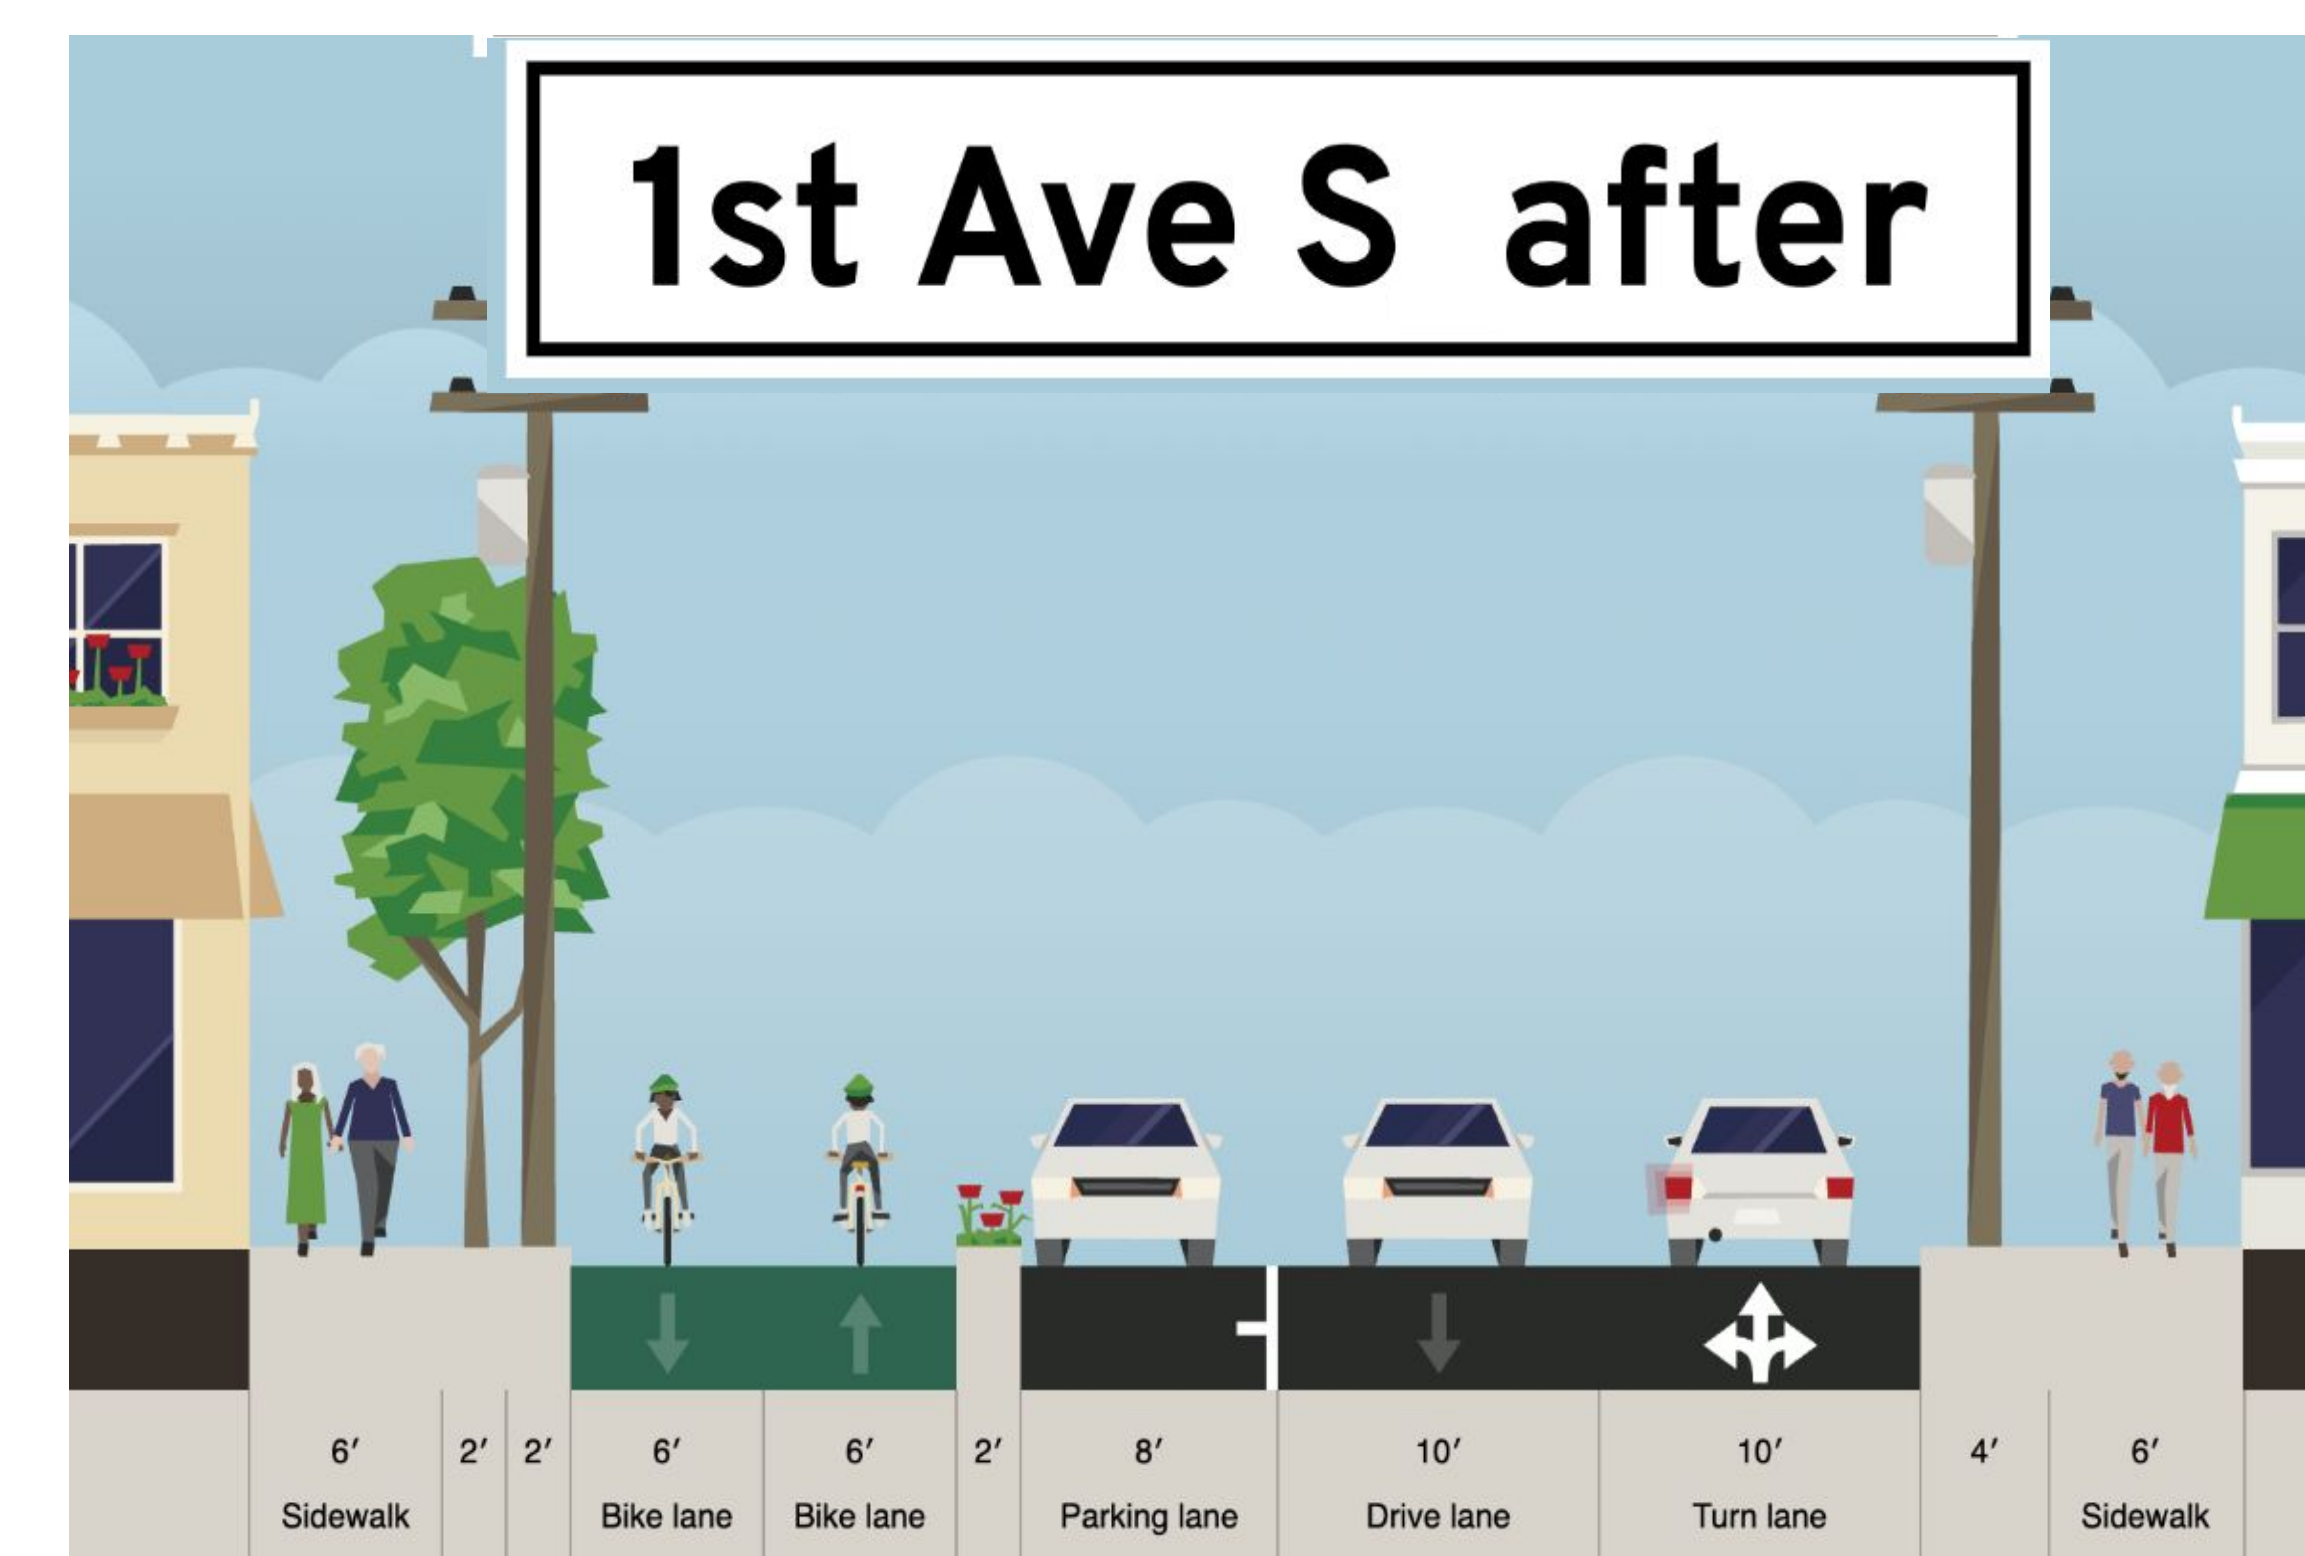 1st Ave S after
6′ 2′ 2′ 6′ 6′ 2′ 8′ 10′ 10′ 4′ 6′
Sidewalk Bike lane Bike lane Parking lane Drive lane Turn lane Sidewalk